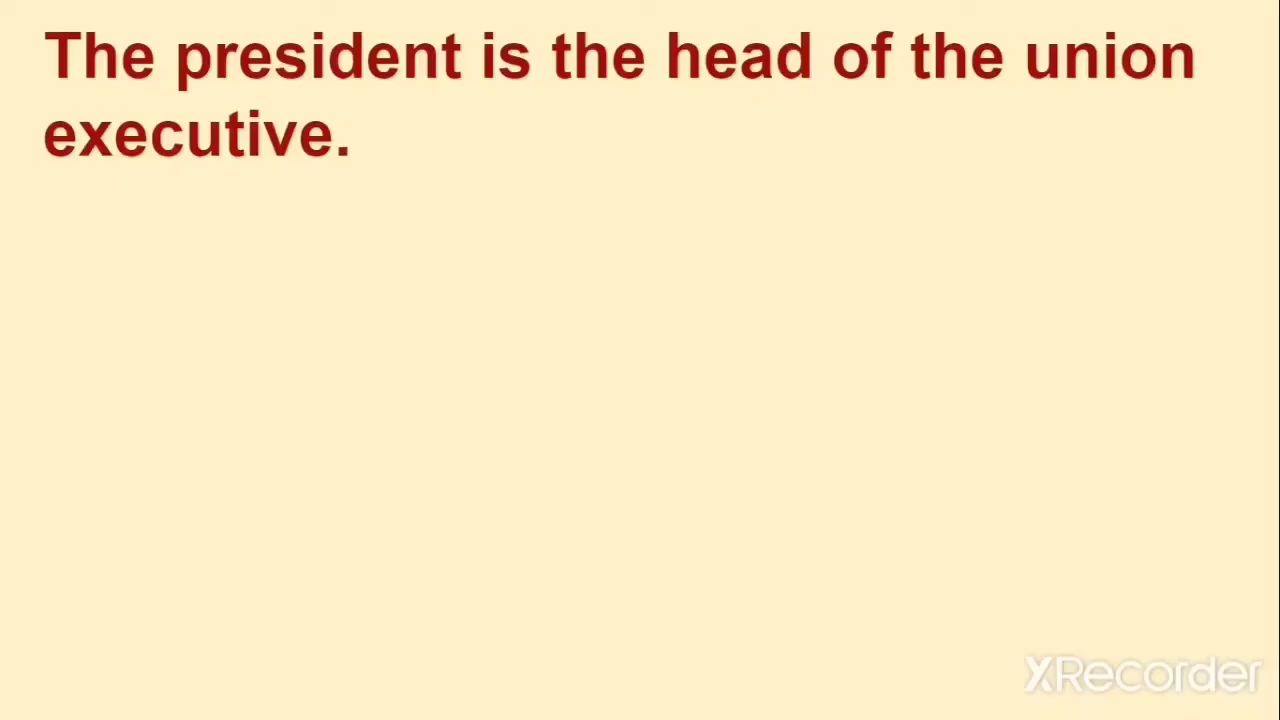 The president is the head of the union
executive.
XRecorder